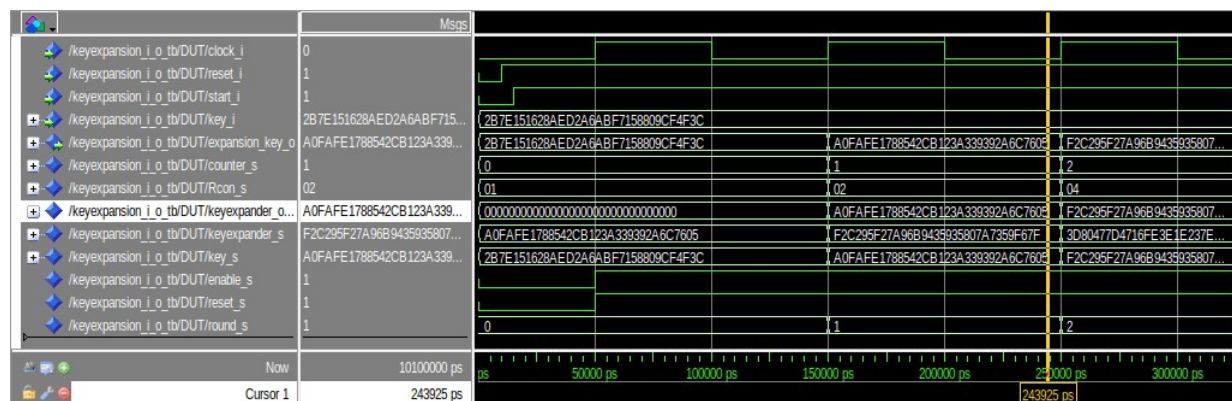 Msgs
/keyexpansion_i_o_tb/DUT/clock_i 0
/keyexpansion_i_o_tb/DUT/reset_i 1
/keyexpansion_i_o_tb/DUT/start_i 1
/keyexpansion_i_o_tb/DUT/key_i 2B7E151628AED2A6ABF715... 2B7E151628AED2A6ABF7158809CF4F3C
/keyexpansion_i_o_tb/DUT/expansion_key_o A0FAFE1788542CB123A339... 2B7E151628AED2A6ABF7158809CF4F3C A0FAFE1788542CB123A339392A6C7605 F2C295F27A96B9435935807...
/keyexpansion_i_o_tb/DUT/counter_s 1 0 1 2
/keyexpansion_i_o_tb/DUT/Rcon_s 02 01 02 04
/keyexpansion_i_o_tb/DUT/keyexpander_o... A0FAFE1788542CB123A339... 00000000000000000000000000000000 A0FAFE1788542CB123A339392A6C7605 F2C295F27A96B9435935807...
/keyexpansion_i_o_tb/DUT/keyexpander_s F2C295F27A96B9435935807... A0FAFE1788542CB123A339392A6C7605 F2C295F27A96B9435935807A7359F67F 3D80477D4716FE3E1E237E...
/keyexpansion_i_o_tb/DUT/key_s A0FAFE1788542CB123A339... 2B7E151628AED2A6ABF7158809CF4F3C A0FAFE1788542CB123A339392A6C7605 F2C295F27A96B9435935807...
/keyexpansion_i_o_tb/DUT/enable_s 1
/keyexpansion_i_o_tb/DUT/reset_s 1
/keyexpansion_i_o_tb/DUT/round_s 1 0 1 2
Now 10100000 ps ps 50000 ps 100000 ps 150000 ps 200000 ps 250000 ps 300000 ps
Cursor 1 243925 ps 243925 ps